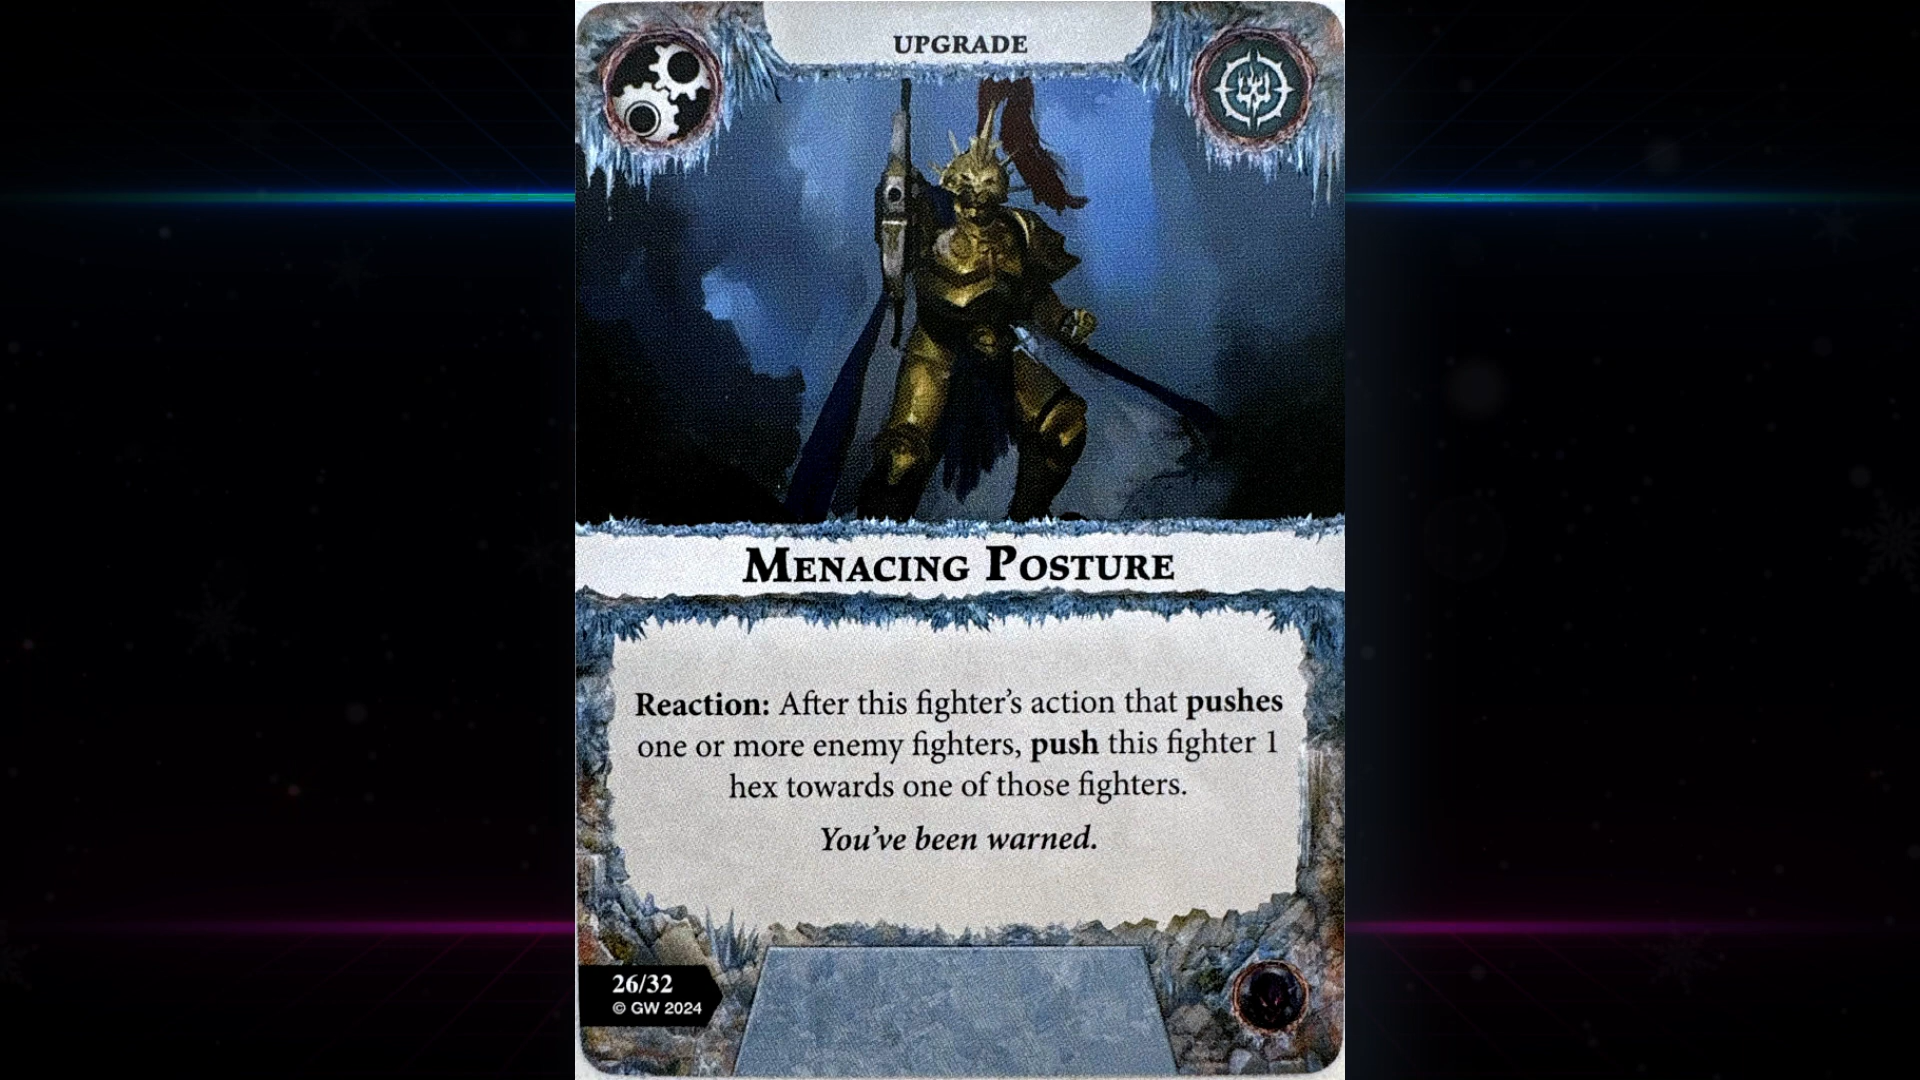 UPGRADE
MENACING POSTURE
Reaction: After this fighter’s action that pushes
one or more enemy fighters, push this fighter 1
hex towards one of those fighters.
You’ve been warned.
26/32
© GW 2024